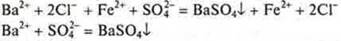 Ba²⁺ + 2Cl⁻ + Fe²⁺ + SO₄²⁻ = BaSO₄↓ + Fe²⁺ + 2Cl⁻
Ba²⁺ + SO₄²⁻ = BaSO₄↓